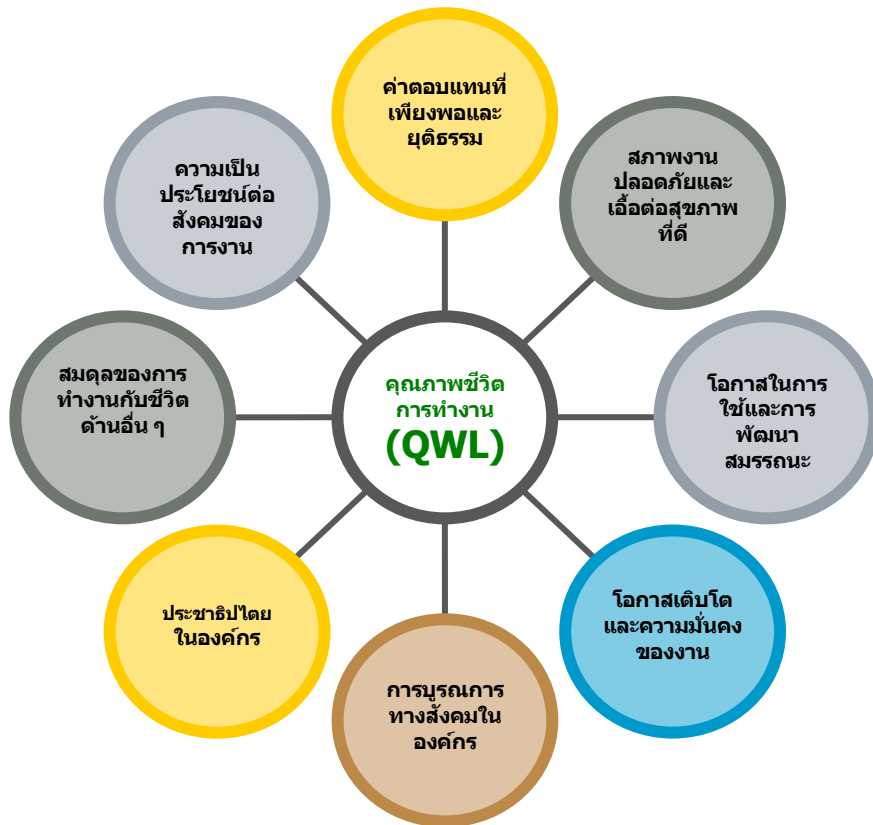 ค่าตอบแทนที่
เพียงพอและ
ยุติธรรม
สภาพงาน
ปลอดภัยและ
เอื้อต่อสุขภาพ
ที่ดี
โอกาสในการ
ใช้และการ
พัฒนา
สมรรถนะ
โอกาสเติบโต
และความมั่นคง
ของงาน
การบูรณการ
ทางสังคมใน
องค์กร
ประชาธิปไตย
ในองค์กร
สมดุลของการ
ทำงานกับชีวิต
ด้านอื่น ๆ
ความเป็น
ประโยชน์ต่อ
สังคมของ
การงาน
คุณภาพชีวิต
การทำงาน
(QWL)